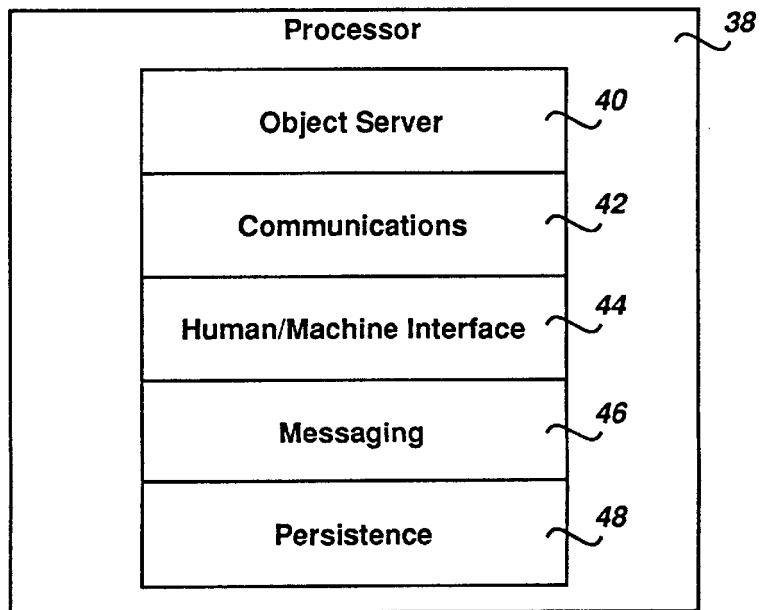 Processor
38
Object Server
40
Communications
42
Human/Machine Interface
44
Messaging
46
Persistence
48